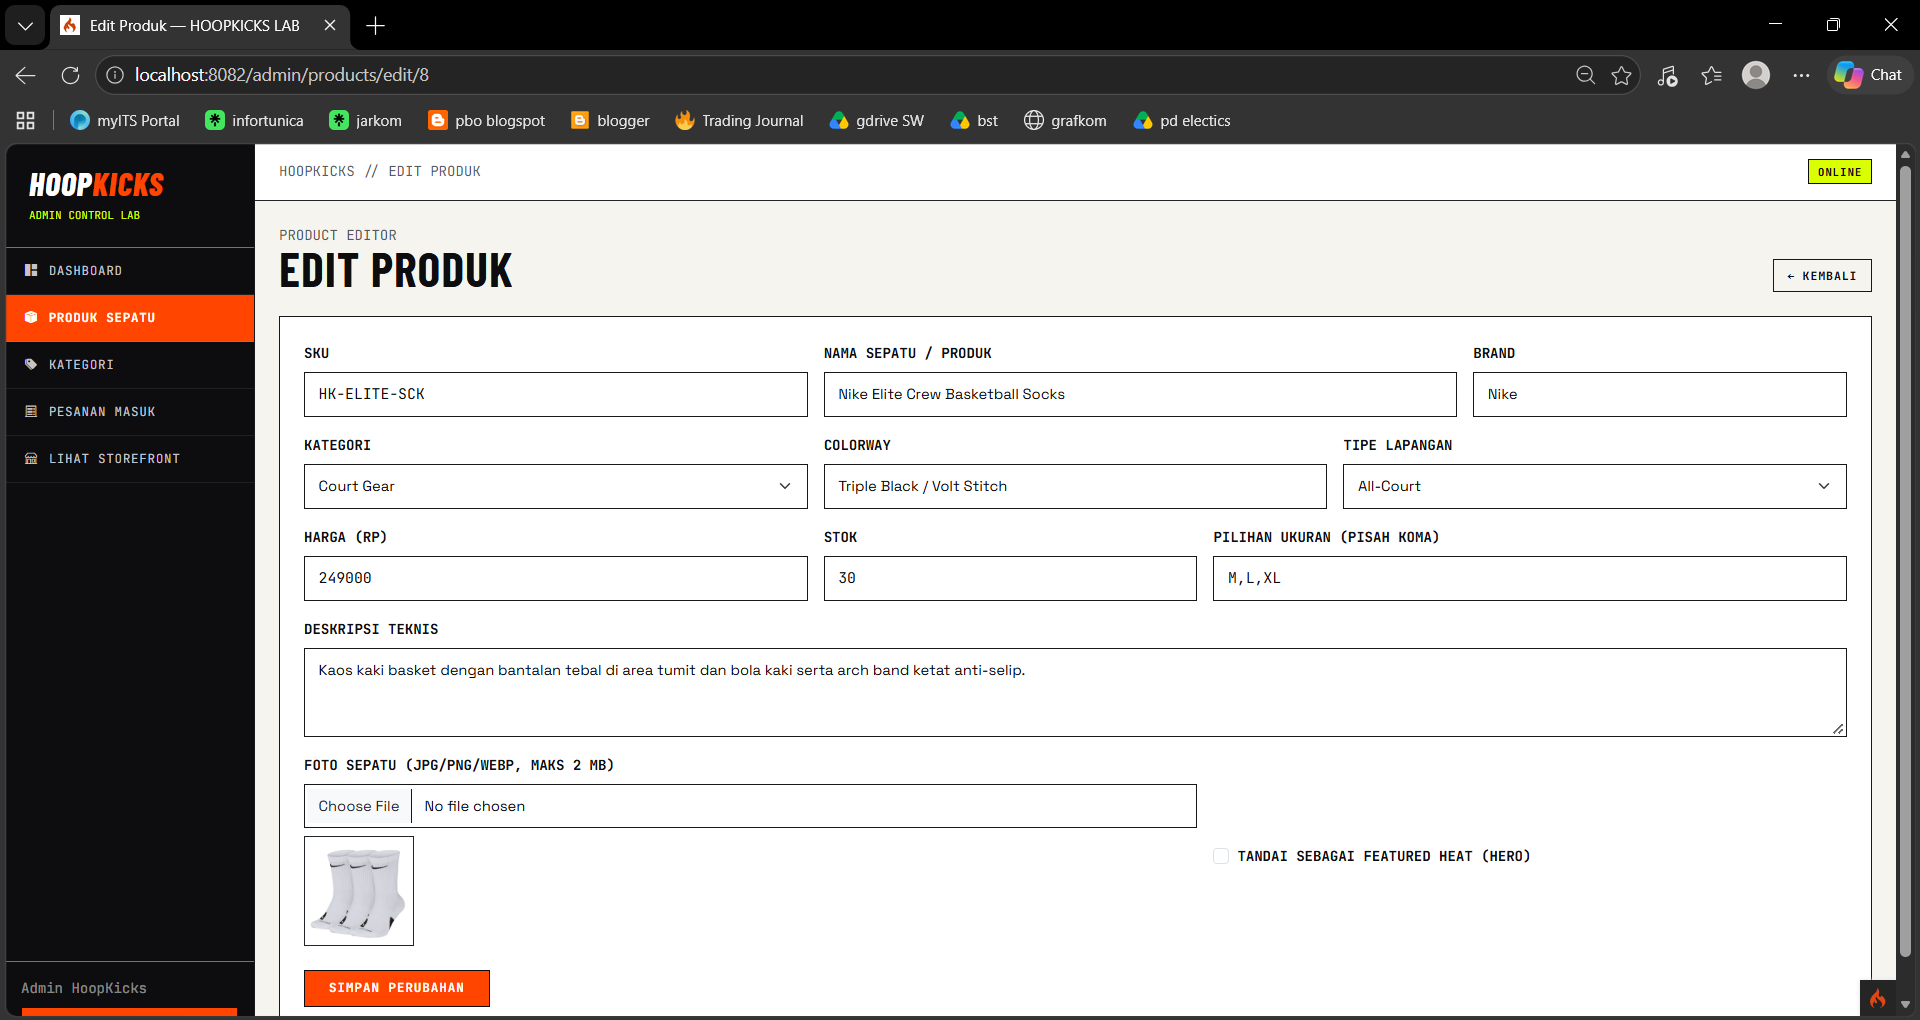 Edit Produk — HOOPKICKS LAB
localhost:8082/admin/products/edit/8
Chat
myITS Portal
infortunica
jarkom
pbo blogspot
blogger
Trading Journal
gdrive SW
bst
grafkom
pd electics
HOOPKICKS
ADMIN CONTROL LAB
DASHBOARD
PRODUK SEPATU
KATEGORI
PESANAN MASUK
LIHAT STOREFRONT
Admin HoopKicks
HOOPKICKS // EDIT PRODUK
ONLINE
PRODUCT EDITOR
EDIT PRODUK
← KEMBALI
SKU
NAMA SEPATU / PRODUK
BRAND
HK-ELITE-SCK
Nike Elite Crew Basketball Socks
Nike
KATEGORI
COLORWAY
TIPE LAPANGAN
Court Gear
Triple Black / Volt Stitch
All-Court
HARGA (RP)
STOK
PILIHAN UKURAN (PISAH KOMA)
249000
30
M,L,XL
DESKRIPSI TEKNIS
Kaos kaki basket dengan bantalan tebal di area tumit dan bola kaki serta arch band ketat anti-selip.
FOTO SEPATU (JPG/PNG/WEBP, MAKS 2 MB)
Choose File
No file chosen
TANDAI SEBAGAI FEATURED HEAT (HERO)
SIMPAN PERUBAHAN